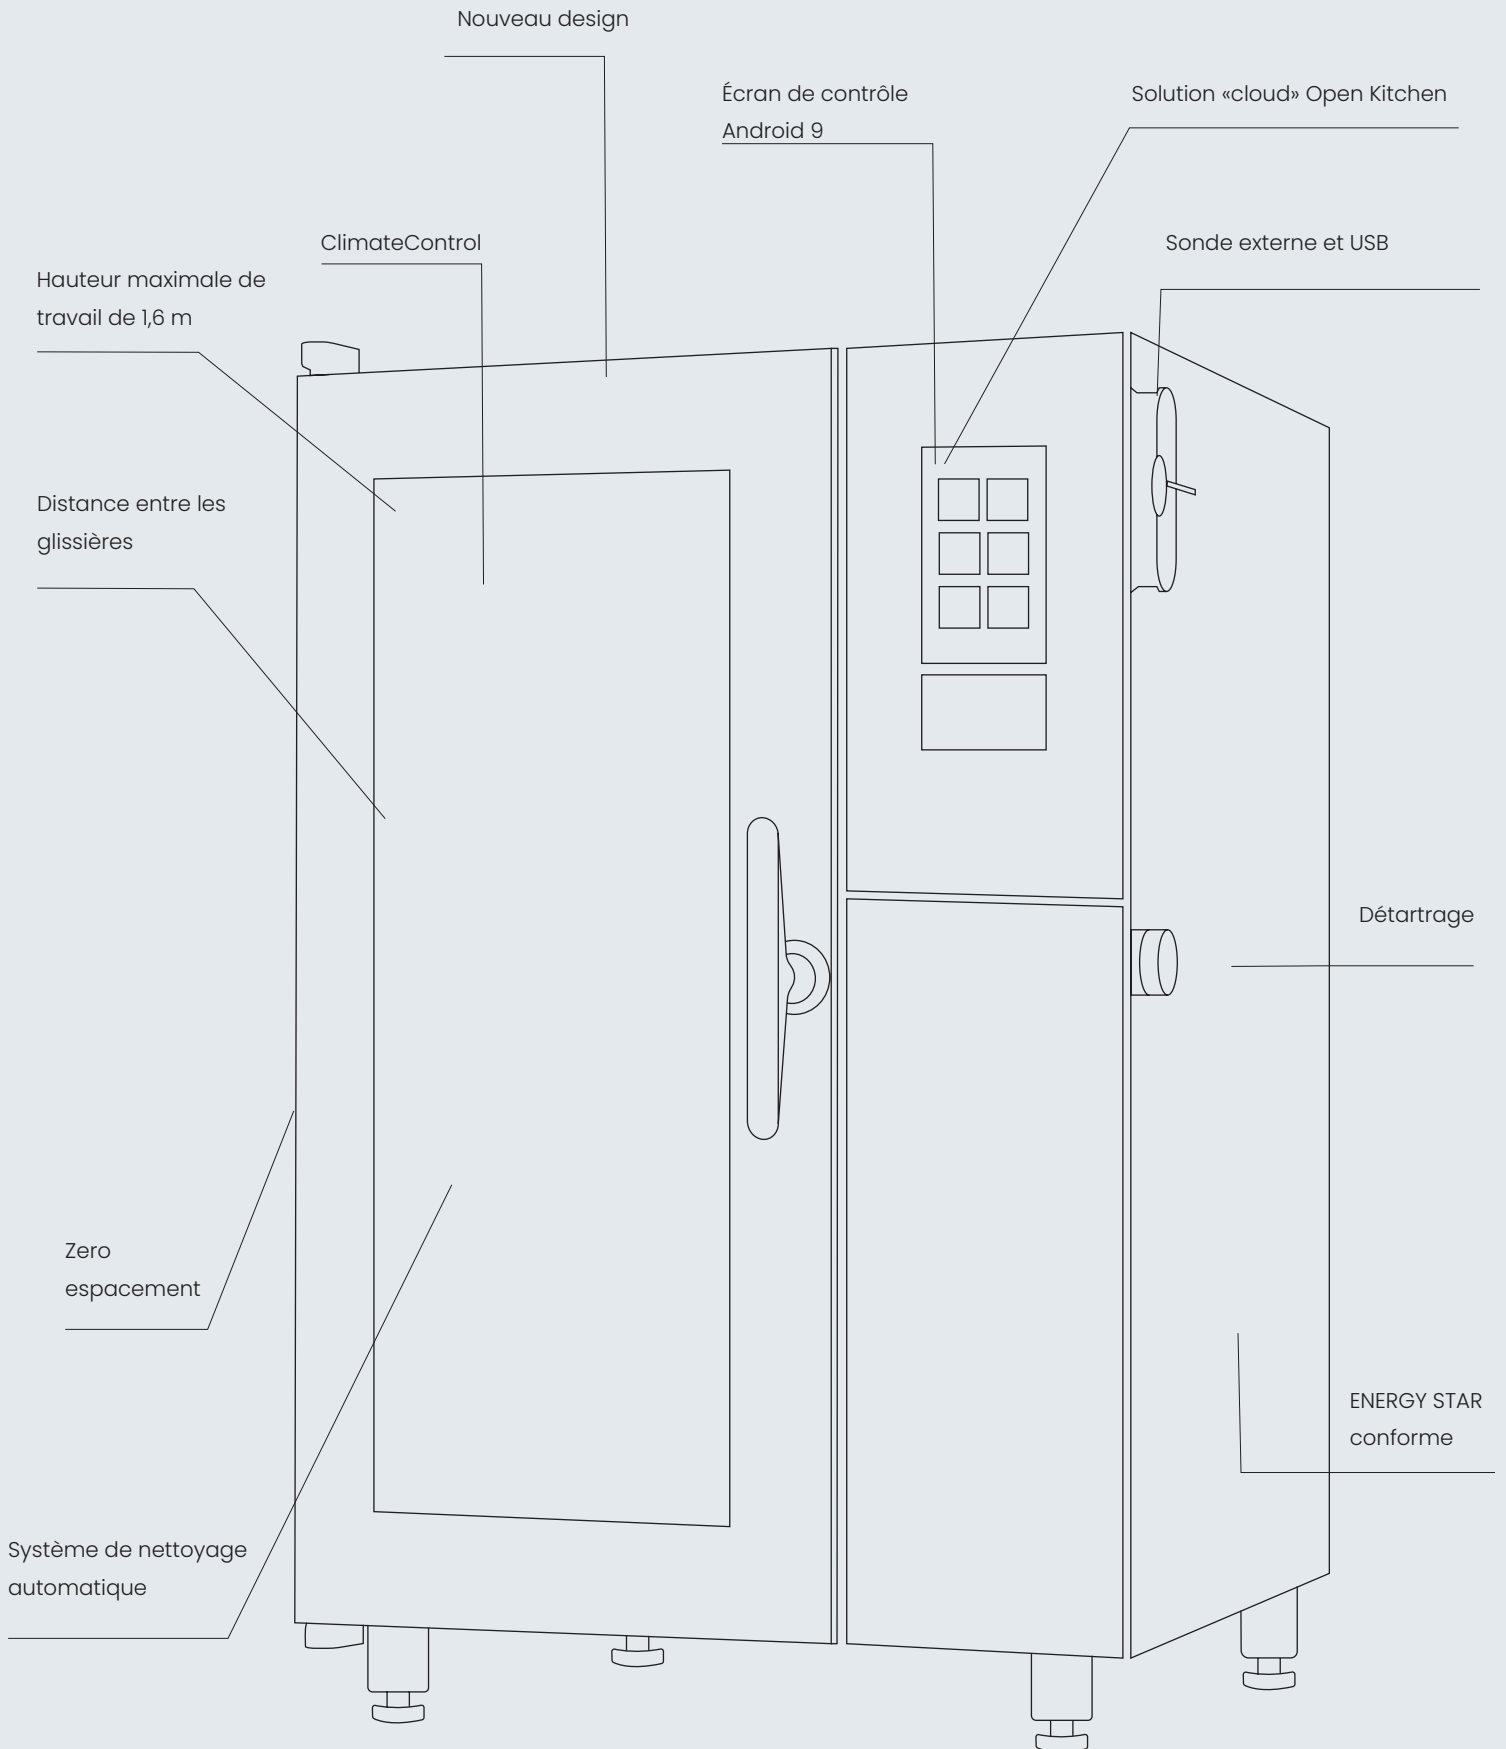 Nouveau design
Écran de contrôle
Android 9
Solution «cloud» Open Kitchen
ClimateControl
Sonde externe et USB
Hauteur maximale de
travail de 1,6 m
Distance entre les
glissières
Détartrage
Zero
espacement
ENERGY STAR
conforme
Système de nettoyage
automatique